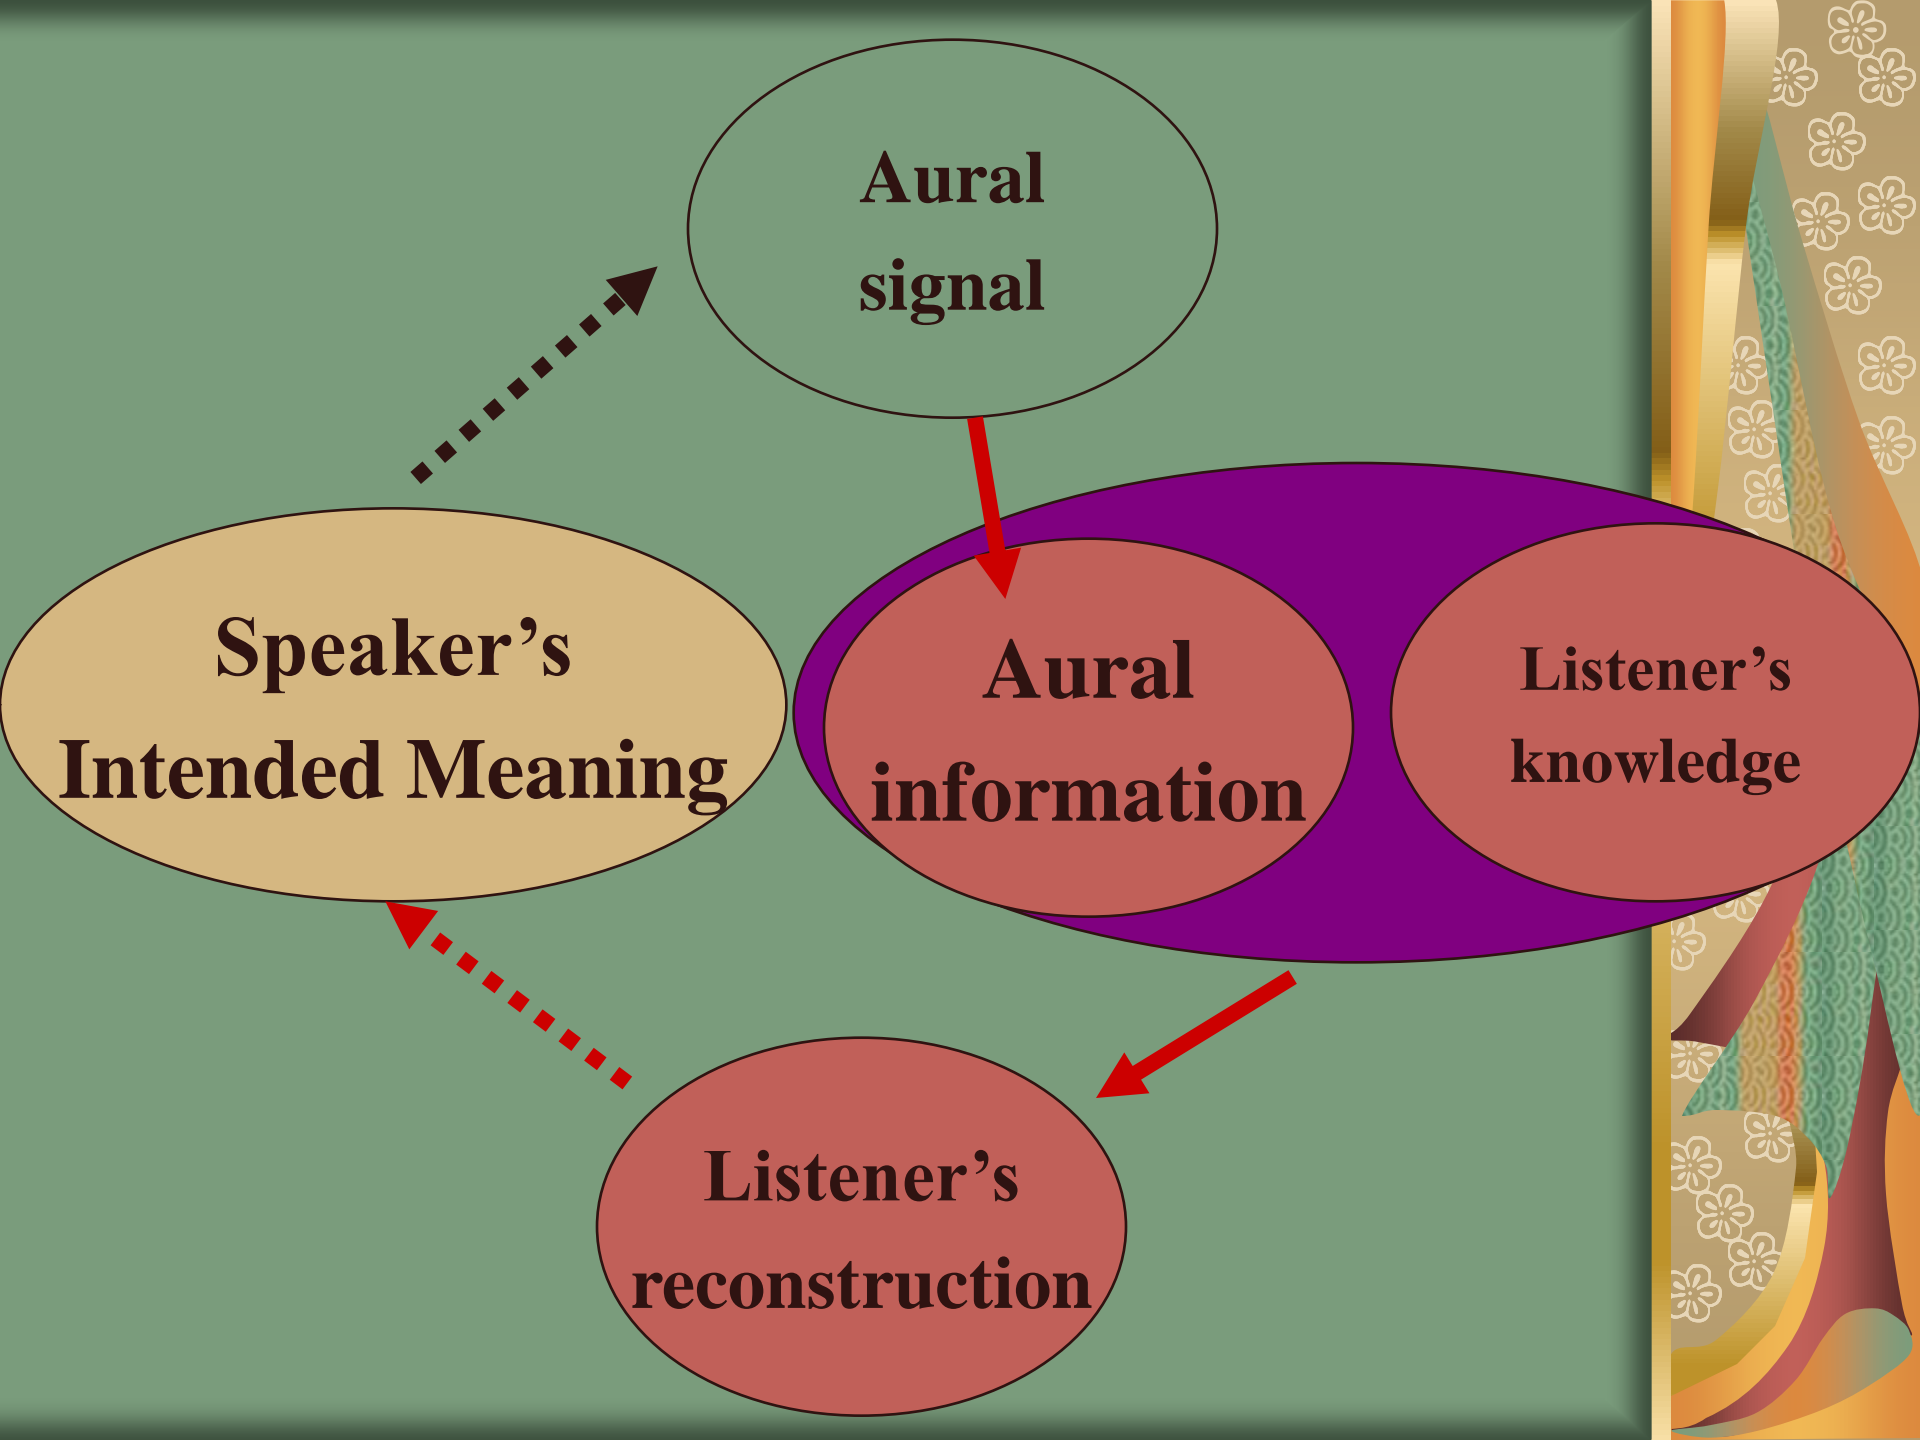 Aural
signal
Speaker’s
Intended Meaning
Aural
information
Listener’s
knowledge
Listener’s
reconstruction